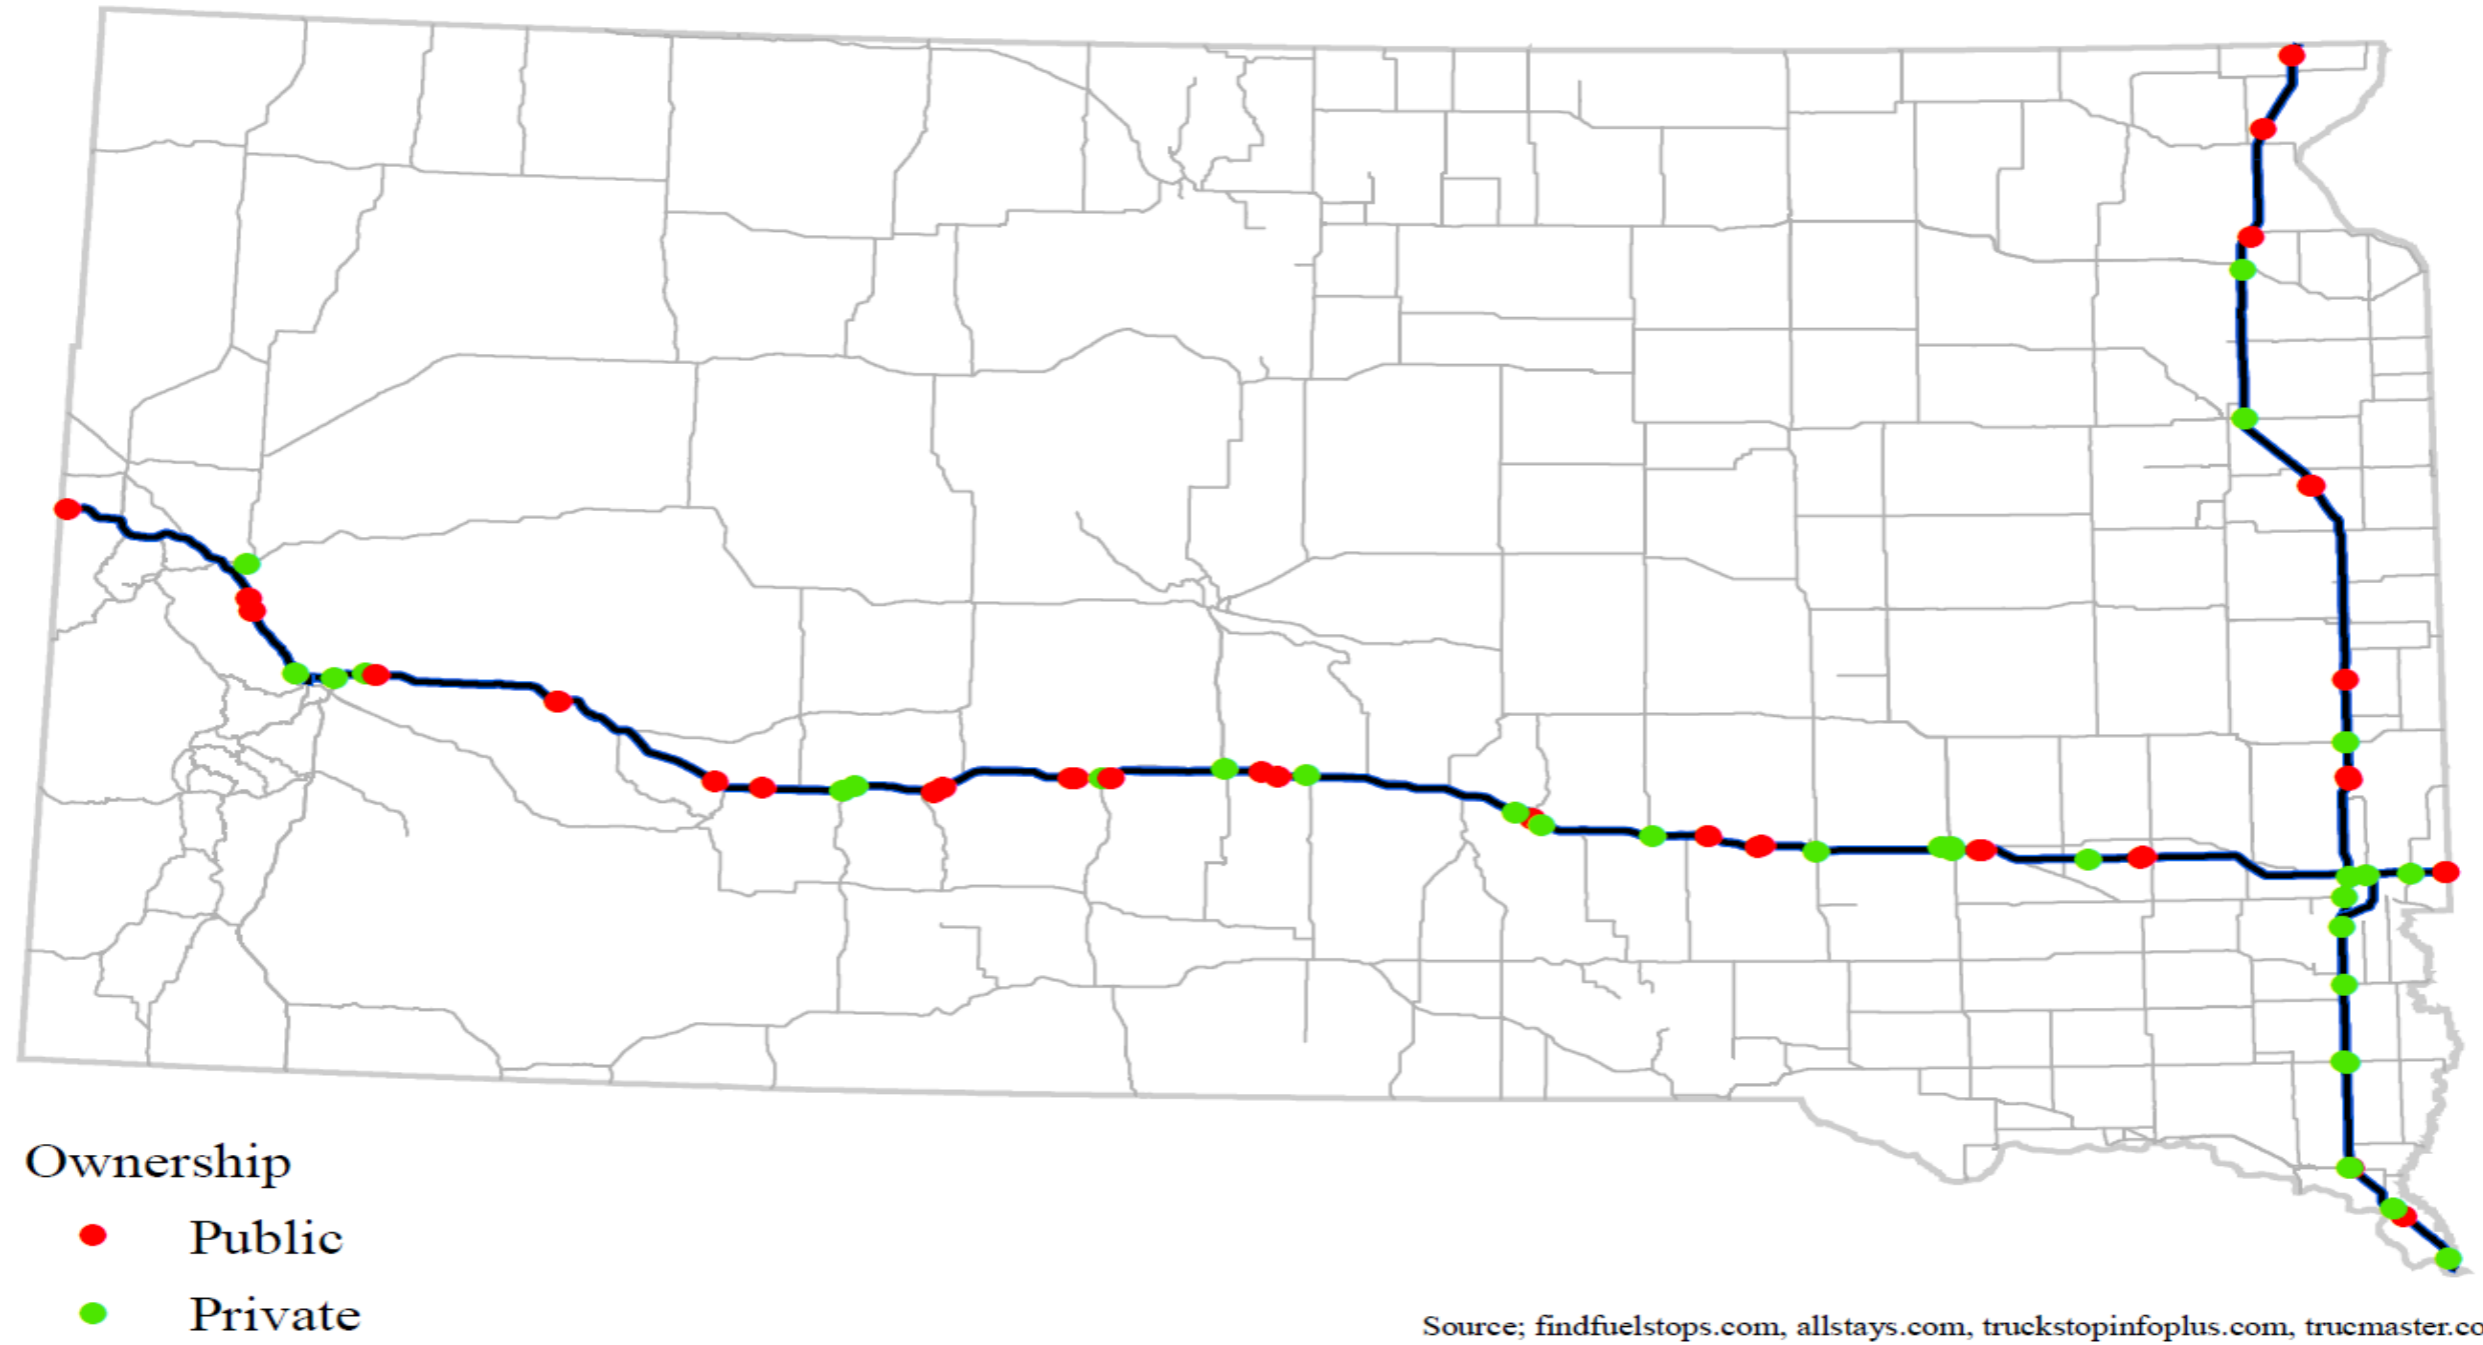 Ownership
Public
Private
Source; findfuelstops.com, allstays.com, truckstopinfoplus.com, trucmaster.co